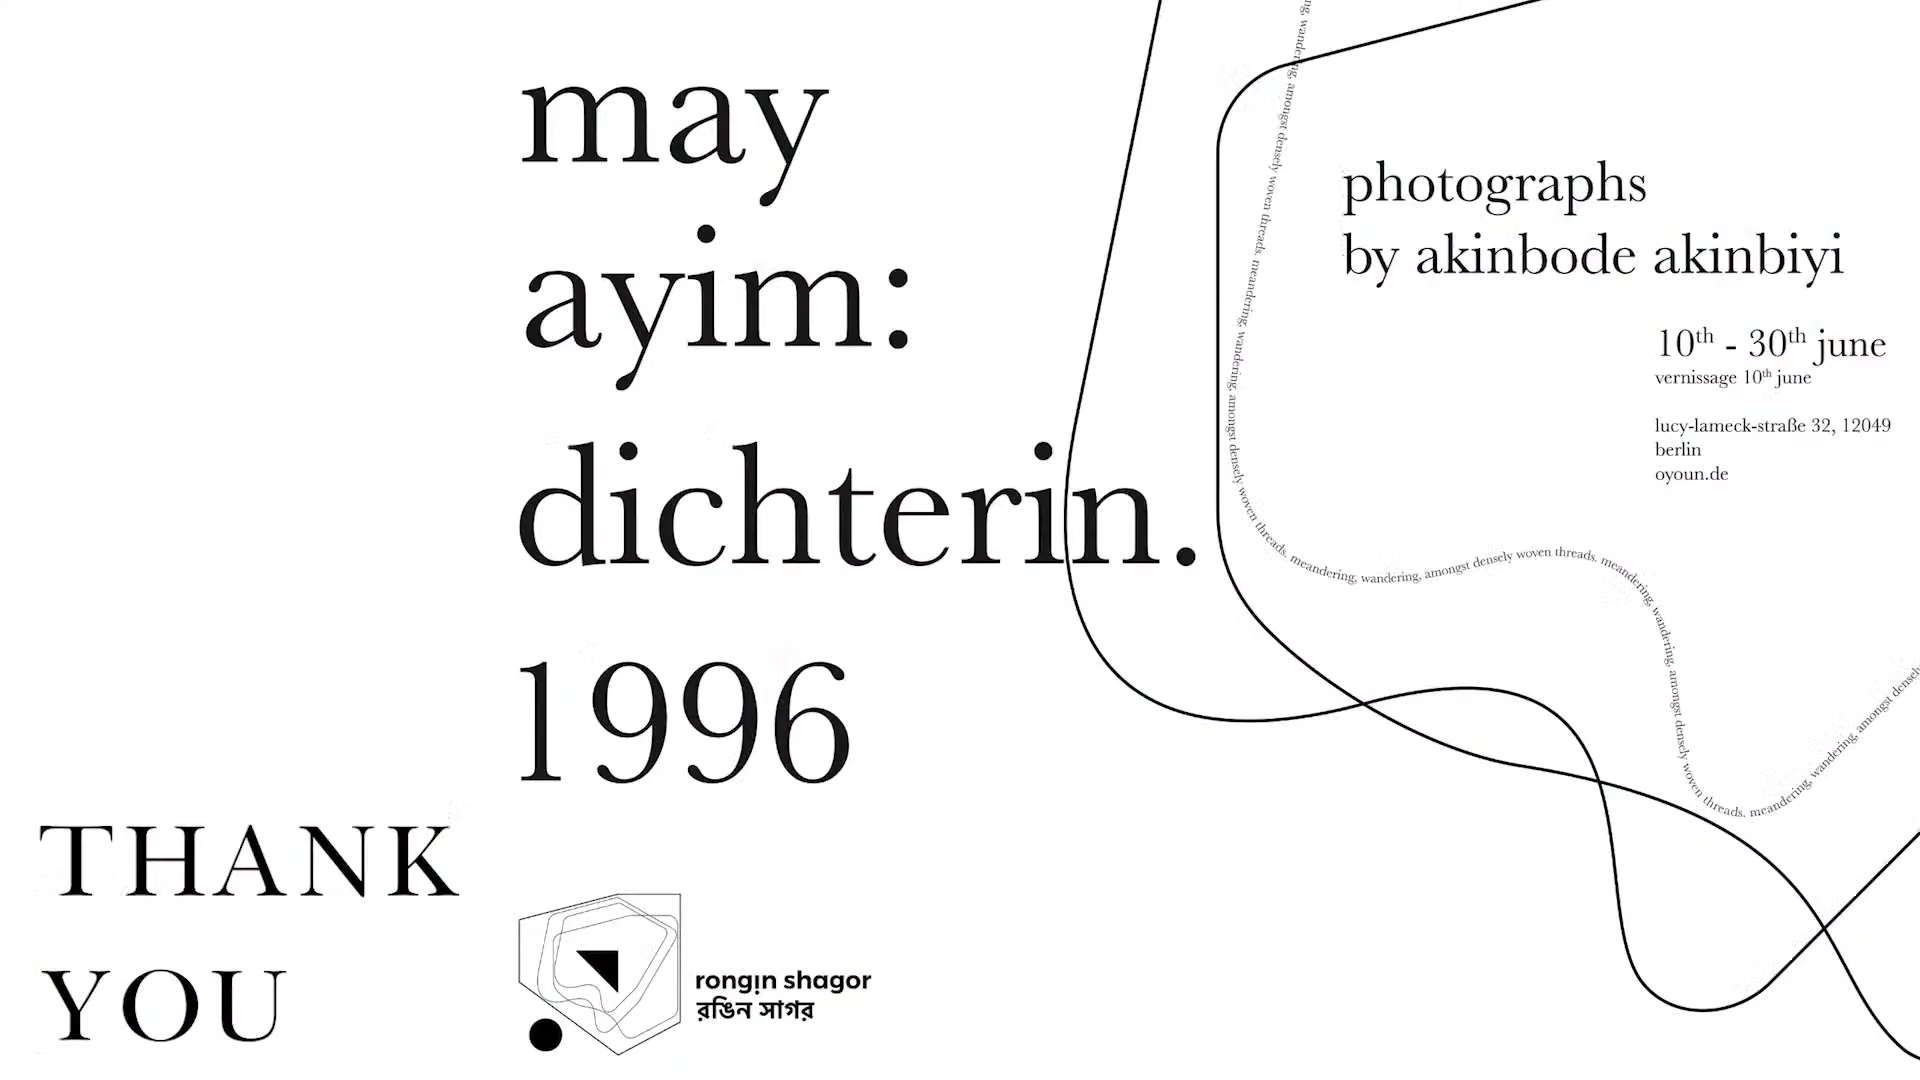 may
ayim:
dichterin.
1996
photographs
by akinbode akinbiyi
10th - 30th june
vernissage 10th june
lucy-lameck-straße 32, 12049
berlin
oyoun.de
ng, wandering, amongst densely woven threads. meandering, wandering, amongst densely woven threads. meandering, wandering, amongst densely woven threads. meandering, wandering, amongst densely woven threads. meandering, wandering, amongst densely
THANK
YOU
rongin shagor
রঙিন সাগর